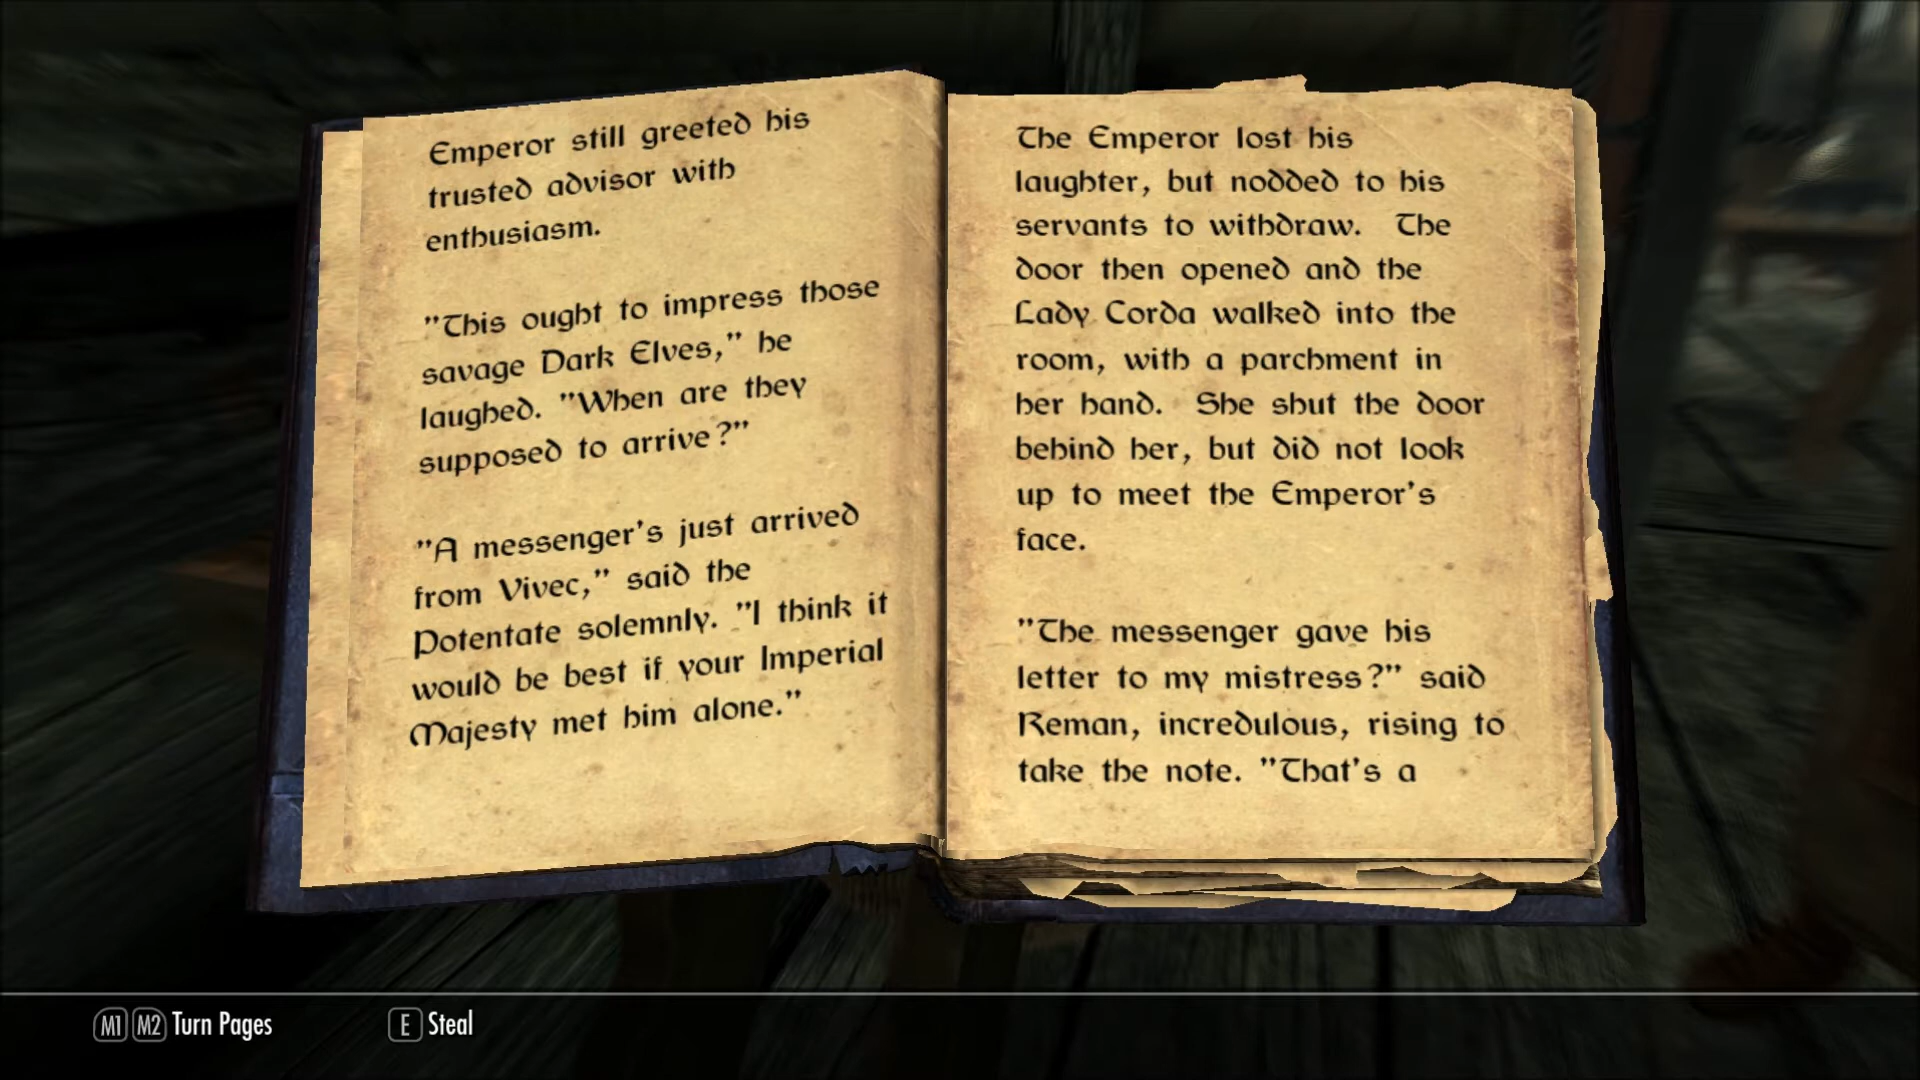 Emperor still greeted his
trusted advisor with
enthusiasm.
"This ought to impress those
savage Dark Elves," he
laughed. "When are they
supposed to arrive?"
"A messenger's just arrived
from Vivec," said the
Potentate solemnly. "I think it
would be best if your Imperial
Majesty met him alone."
The Emperor lost his
laughter, but nodded to his
servants to withdraw.  The
door then opened and the
Lady Corda walked into the
room, with a parchment in
her hand.  She shut the door
behind her, but did not look
up to meet the Emperor's
face.
"The messenger gave his
letter to my mistress?" said
Reman, incredulous, rising to
take the note. "That's a
M1 M2 Turn Pages
E Steal